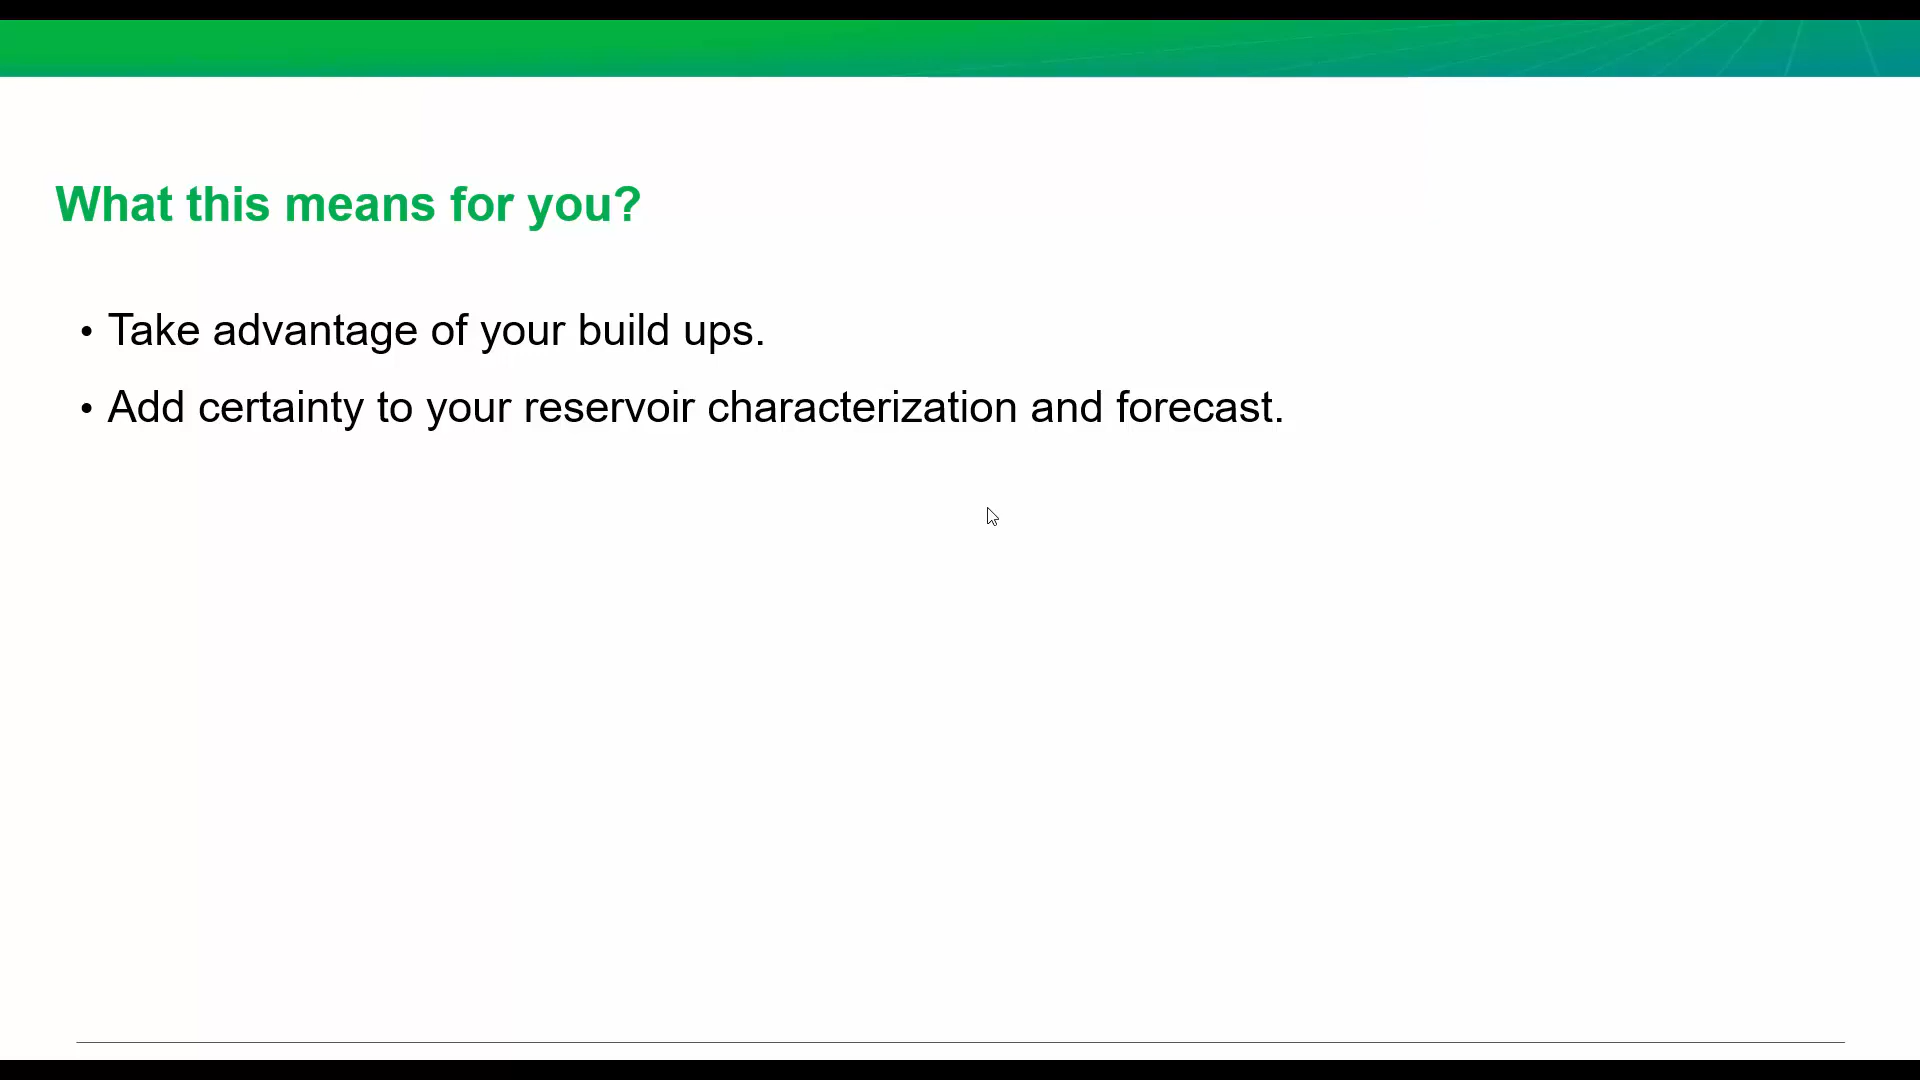 What this means for you?
• Take advantage of your build ups.
• Add certainty to your reservoir characterization and forecast.